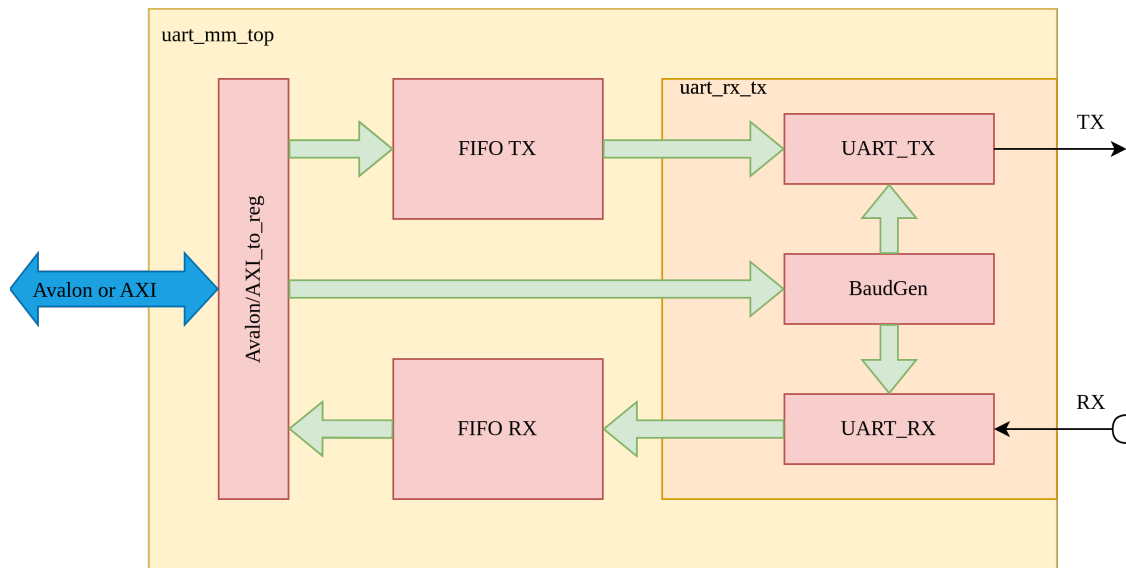 uart_mm_top
uart_rx_tx
TX
FIFO TX
UART_TX
Avalon/AXI_to_reg
Avalon or AXI
BaudGen
RX
FIFO RX
UART_RX